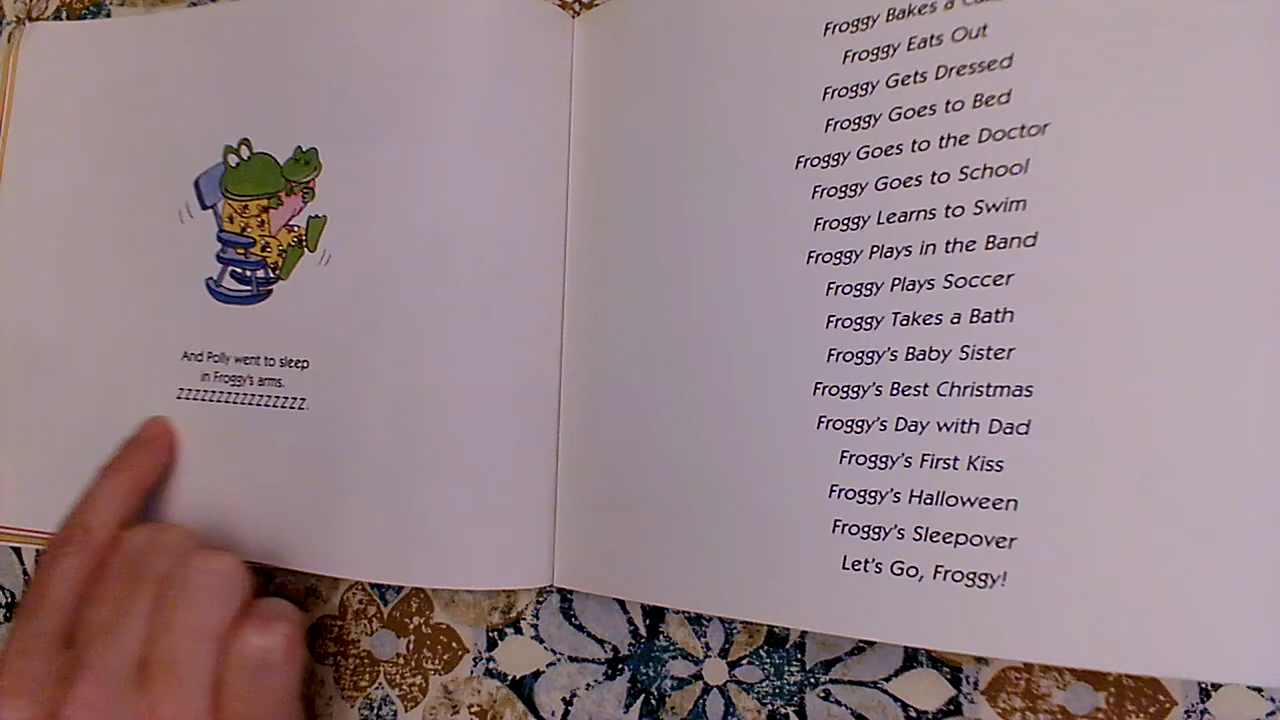 And Polly went to sleep
in Froggy's arms.
ZZZZZZZZZZZZZZZZ.
Froggy Bakes a
Froggy Eats Out
Froggy Gets Dressed
Froggy Goes to Bed
Froggy Goes to the Doctor
Froggy Goes to School
Froggy Learns to Swim
Froggy Plays in the Band
Froggy Plays Soccer
Froggy Takes a Bath
Froggy's Baby Sister
Froggy's Best Christmas
Froggy's Day with Dad
Froggy's First Kiss
Froggy's Halloween
Froggy's Sleepover
Let's Go, Froggy!